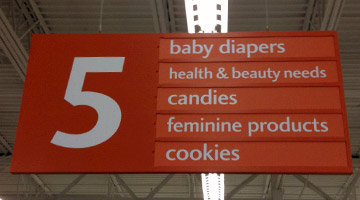 5
baby diapers
health & beauty needs
candies
feminine products
cookies